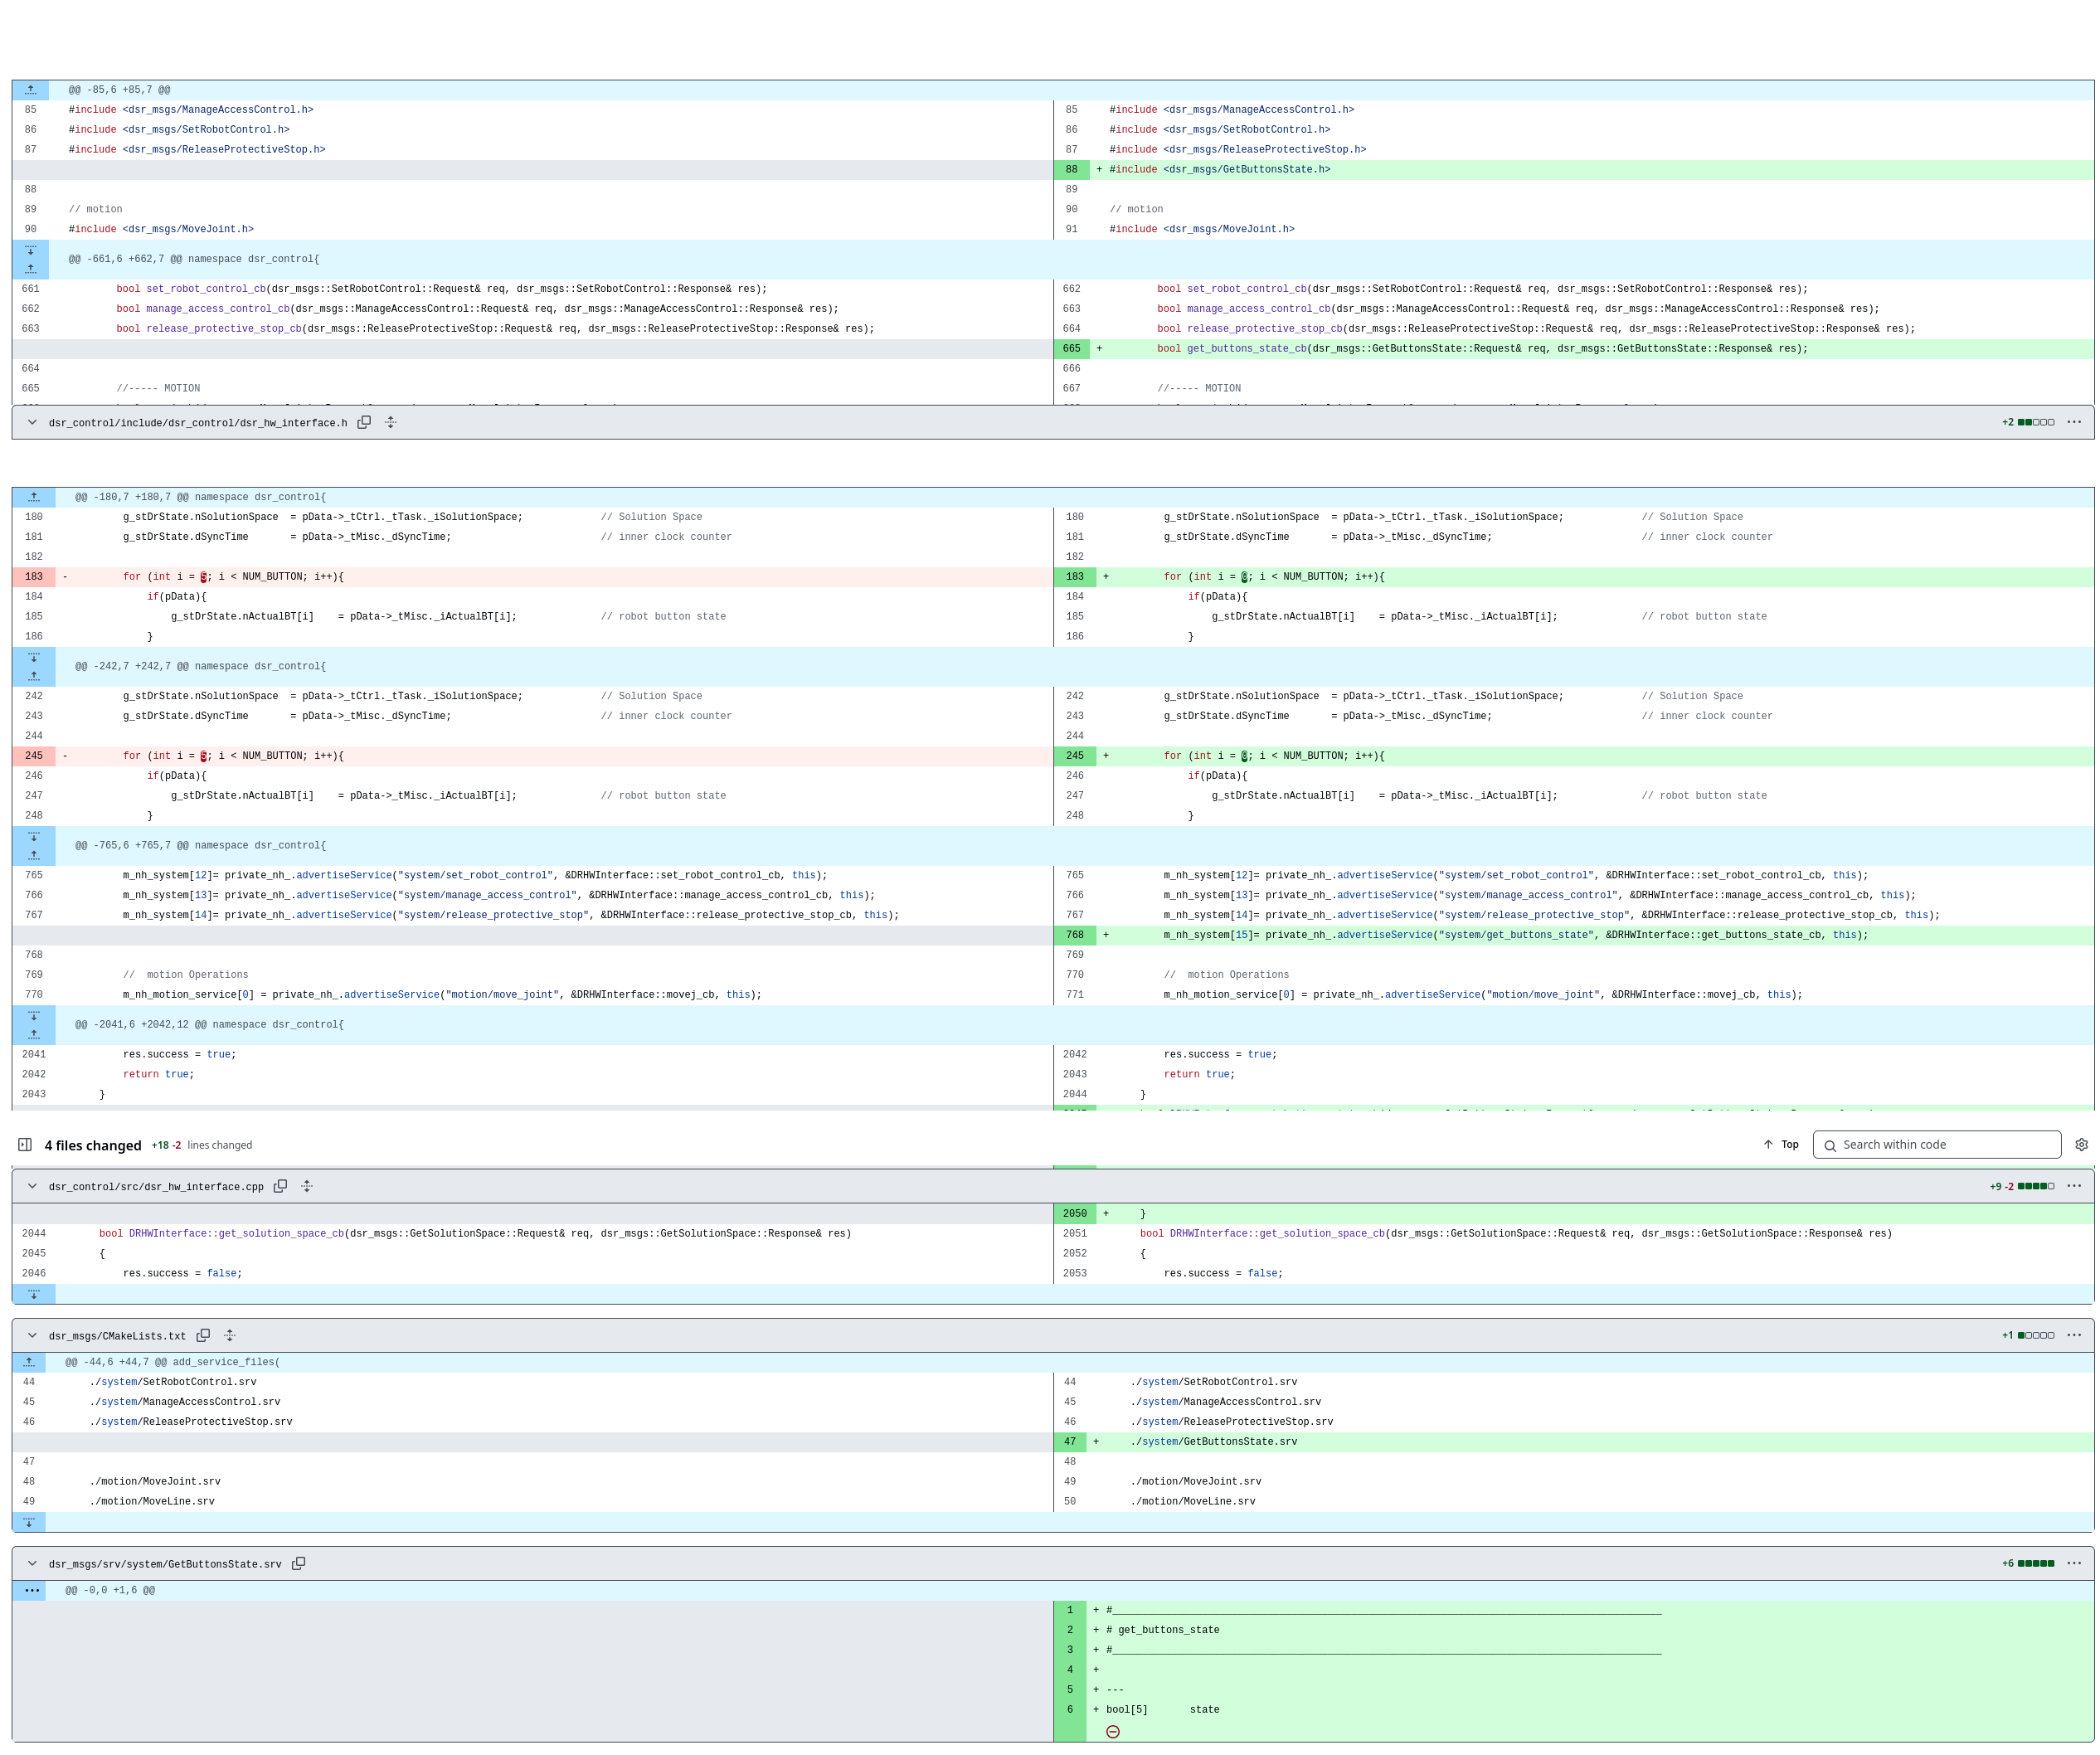 @@ -85,6 +85,7 @@
85 #include <dsr_msgs/ManageAccessControl.h> 85 #include <dsr_msgs/ManageAccessControl.h>
86 #include <dsr_msgs/SetRobotControl.h> 86 #include <dsr_msgs/SetRobotControl.h>
87 #include <dsr_msgs/ReleaseProtectiveStop.h> 87 #include <dsr_msgs/ReleaseProtectiveStop.h>
88 + #include <dsr_msgs/GetButtonsState.h>
88 89
89 // motion 90 // motion
90 #include <dsr_msgs/MoveJoint.h> 91 #include <dsr_msgs/MoveJoint.h>
@@ -661,6 +662,7 @@ namespace dsr_control{
661 bool set_robot_control_cb(dsr_msgs::SetRobotControl::Request& req, dsr_msgs::SetRobotControl::Response& res); 662 bool set_robot_control_cb(dsr_msgs::SetRobotControl::Request& req, dsr_msgs::SetRobotControl::Response& res);
662 bool manage_access_control_cb(dsr_msgs::ManageAccessControl::Request& req, dsr_msgs::ManageAccessControl::Response& res); 663 bool manage_access_control_cb(dsr_msgs::ManageAccessControl::Request& req, dsr_msgs::ManageAccessControl::Response& res);
663 bool release_protective_stop_cb(dsr_msgs::ReleaseProtectiveStop::Request& req, dsr_msgs::ReleaseProtectiveStop::Response& res); 664 bool release_protective_stop_cb(dsr_msgs::ReleaseProtectiveStop::Request& req, dsr_msgs::ReleaseProtectiveStop::Response& res);
665 + bool get_buttons_state_cb(dsr_msgs::GetButtonsState::Request& req, dsr_msgs::GetButtonsState::Response& res);
664 666
665 //----- MOTION 667 //----- MOTION
dsr_control/include/dsr_control/dsr_hw_interface.h +2
@@ -180,7 +180,7 @@ namespace dsr_control{
180 g_stDrState.nSolutionSpace = pData->_tCtrl._tTask._iSolutionSpace; // Solution Space 180 g_stDrState.nSolutionSpace = pData->_tCtrl._tTask._iSolutionSpace; // Solution Space
181 g_stDrState.dSyncTime = pData->_tMisc._dSyncTime; // inner clock counter 181 g_stDrState.dSyncTime = pData->_tMisc._dSyncTime; // inner clock counter
182 182
183 - for (int i = 5; i < NUM_BUTTON; i++){ 183 + for (int i = 0; i < NUM_BUTTON; i++){
184 if(pData){ 184 if(pData){
185 g_stDrState.nActualBT[i] = pData->_tMisc._iActualBT[i]; // robot button state 185 g_stDrState.nActualBT[i] = pData->_tMisc._iActualBT[i]; // robot button state
186 } 186 }
@@ -242,7 +242,7 @@ namespace dsr_control{
242 g_stDrState.nSolutionSpace = pData->_tCtrl._tTask._iSolutionSpace; // Solution Space 242 g_stDrState.nSolutionSpace = pData->_tCtrl._tTask._iSolutionSpace; // Solution Space
243 g_stDrState.dSyncTime = pData->_tMisc._dSyncTime; // inner clock counter 243 g_stDrState.dSyncTime = pData->_tMisc._dSyncTime; // inner clock counter
244 244
245 - for (int i = 5; i < NUM_BUTTON; i++){ 245 + for (int i = 0; i < NUM_BUTTON; i++){
246 if(pData){ 246 if(pData){
247 g_stDrState.nActualBT[i] = pData->_tMisc._iActualBT[i]; // robot button state 247 g_stDrState.nActualBT[i] = pData->_tMisc._iActualBT[i]; // robot button state
248 } 248 }
@@ -765,6 +765,7 @@ namespace dsr_control{
765 m_nh_system[12]= private_nh_.advertiseService("system/set_robot_control", &DRHWInterface::set_robot_control_cb, this); 765 m_nh_system[12]= private_nh_.advertiseService("system/set_robot_control", &DRHWInterface::set_robot_control_cb, this);
766 m_nh_system[13]= private_nh_.advertiseService("system/manage_access_control", &DRHWInterface::manage_access_control_cb, this); 766 m_nh_system[13]= private_nh_.advertiseService("system/manage_access_control", &DRHWInterface::manage_access_control_cb, this);
767 m_nh_system[14]= private_nh_.advertiseService("system/release_protective_stop", &DRHWInterface::release_protective_stop_cb, this); 767 m_nh_system[14]= private_nh_.advertiseService("system/release_protective_stop", &DRHWInterface::release_protective_stop_cb, this);
768 + m_nh_system[15]= private_nh_.advertiseService("system/get_buttons_state", &DRHWInterface::get_buttons_state_cb, this);
768 769
769 // motion Operations 770 // motion Operations
770 m_nh_motion_service[0] = private_nh_.advertiseService("motion/move_joint", &DRHWInterface::movej_cb, this); 771 m_nh_motion_service[0] = private_nh_.advertiseService("motion/move_joint", &DRHWInterface::movej_cb, this);
@@ -2041,6 +2042,12 @@ namespace dsr_control{
2041 res.success = true; 2042 res.success = true;
2042 return true; 2043 return true;
2043 } 2044 }
4 files changed +18 -2 lines changed Top Search within code
dsr_control/src/dsr_hw_interface.cpp +9 -2
2050 + }
2044 bool DRHWInterface::get_solution_space_cb(dsr_msgs::GetSolutionSpace::Request& req, dsr_msgs::GetSolutionSpace::Response& res) 2051 bool DRHWInterface::get_solution_space_cb(dsr_msgs::GetSolutionSpace::Request& req, dsr_msgs::GetSolutionSpace::Response& res)
2045 { 2052 {
2046 res.success = false; 2053 res.success = false;
dsr_msgs/CMakeLists.txt +1
@@ -44,6 +44,7 @@ add_service_files(
44 ./system/SetRobotControl.srv 44 ./system/SetRobotControl.srv
45 ./system/ManageAccessControl.srv 45 ./system/ManageAccessControl.srv
46 ./system/ReleaseProtectiveStop.srv 46 ./system/ReleaseProtectiveStop.srv
47 + ./system/GetButtonsState.srv
47 48
48 ./motion/MoveJoint.srv 49 ./motion/MoveJoint.srv
49 ./motion/MoveLine.srv 50 ./motion/MoveLine.srv
dsr_msgs/srv/system/GetButtonsState.srv +6
@@ -0,0 +1,6 @@
1 + #____________________________________________________________________________________________
2 + # get_buttons_state
3 + #____________________________________________________________________________________________
4 +
5 + ---
6 + bool[5] state